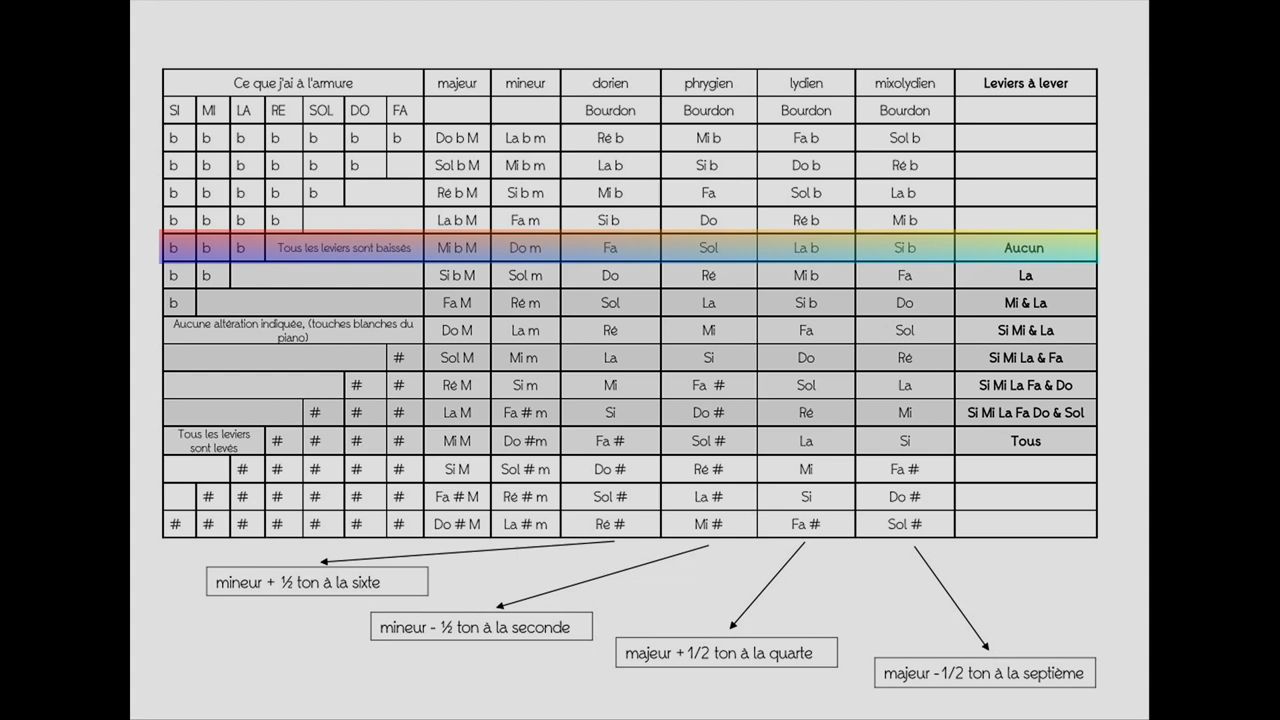 Ce que j'ai à l'armure majeur mineur dorien phrygien lydien mixolydien Leviers à lever
SI MI LA RE SOL DO FA Bourdon Bourdon Bourdon Bourdon
b b b b b b b Do b M La b m Ré b Mi b Fa b Sol b
b b b b b b Sol b M Mi b m La b Si b Do b Ré b
b b b b b Ré b M Si b m Mi b Fa Sol b La b
b b b b La b M Fa m Si b Do Ré b Mi b
b b b Tous les leviers sont baissés Mi b M Do m Fa Sol La b Si b Aucun
b b Si b M Sol m Do Ré Mi b Fa La
b Fa M Ré m Sol La Si b Do Mi & La
Aucune altération indiquée, (touches blanches du
piano) Do M La m Ré Mi Fa Sol Si Mi & La
# Sol M Mi m La Si Do Ré Si Mi La & Fa
# # Ré M Si m Mi Fa # Sol La Si Mi La Fa & Do
# # # La M Fa # m Si Do # Ré Mi Si Mi La Fa Do & Sol
Tous les leviers
sont levés # # # # Mi M Do #m Fa # Sol # La Si Tous
# # # # # Si M Sol # m Do # Ré # Mi Fa #
# # # # # # Fa # M Ré # m Sol # La # Si Do #
# # # # # # # Do # M La # m Ré # Mi # Fa # Sol #
mineur + ½ ton à la sixte
mineur - ½ ton à la seconde
majeur + 1/2 ton à la quarte
majeur -1/2 ton à la septième